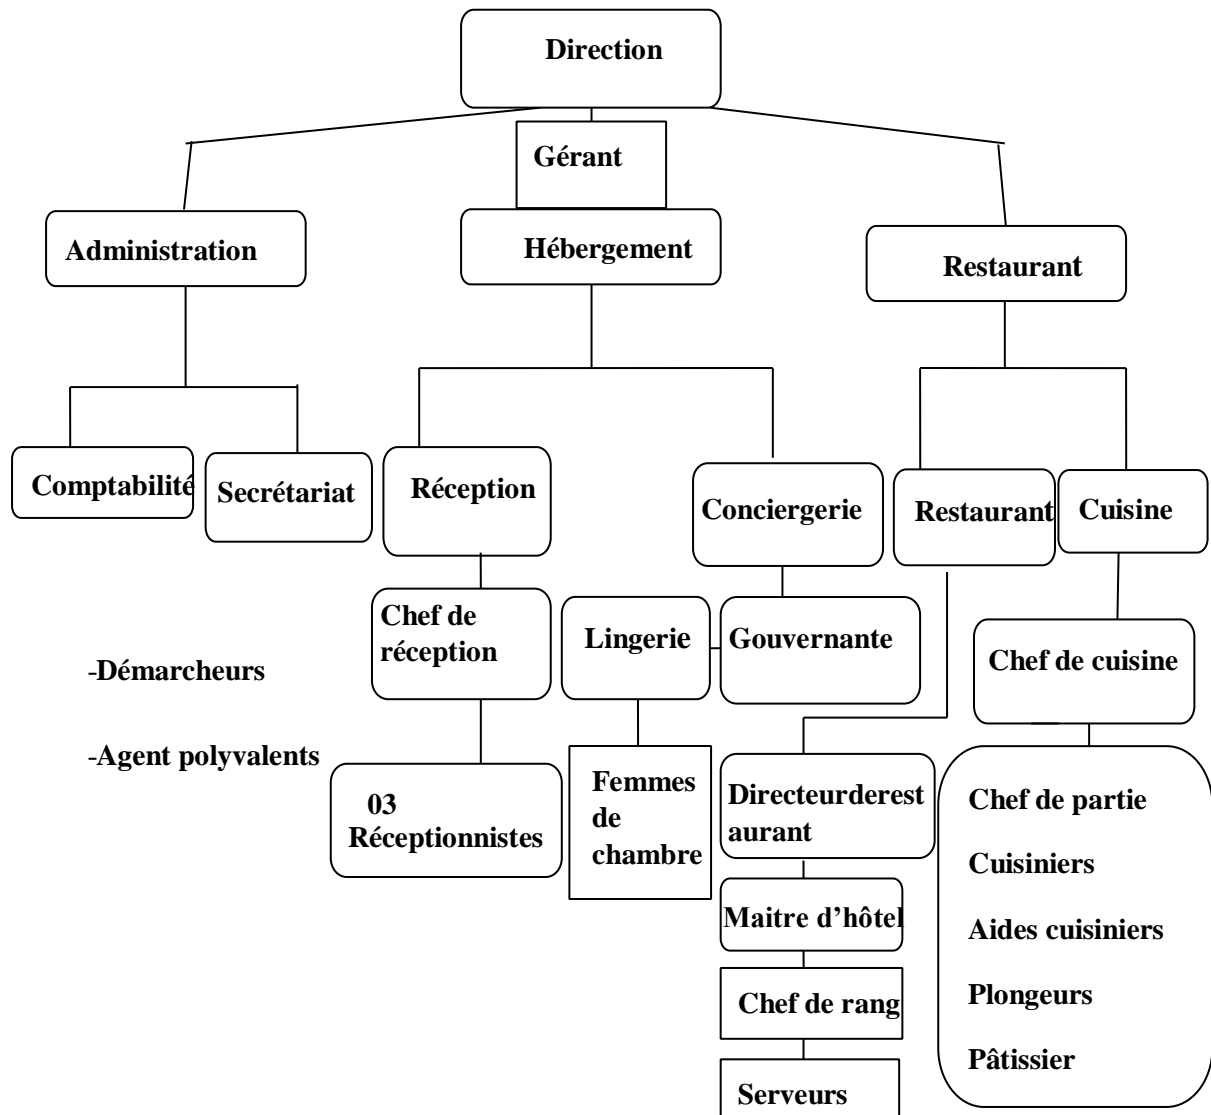 Direction
Gérant
Administration
Hébergement
Restaurant
Comptabilité
Secrétariat
Réception
Conciergerie
Restaurant
Cuisine
Chef de
réception
Lingerie
Gouvernante
Chef de cuisine
-Démarcheurs
-Agent polyvalents
03
Réceptionnistes
Femmes
de
chambre
Directeurderest
aurant
Maitre d’hôtel
Chef de rang
Serveurs
Chef de partie
Cuisiniers
Aides cuisiniers
Plongeurs
Pâtissier